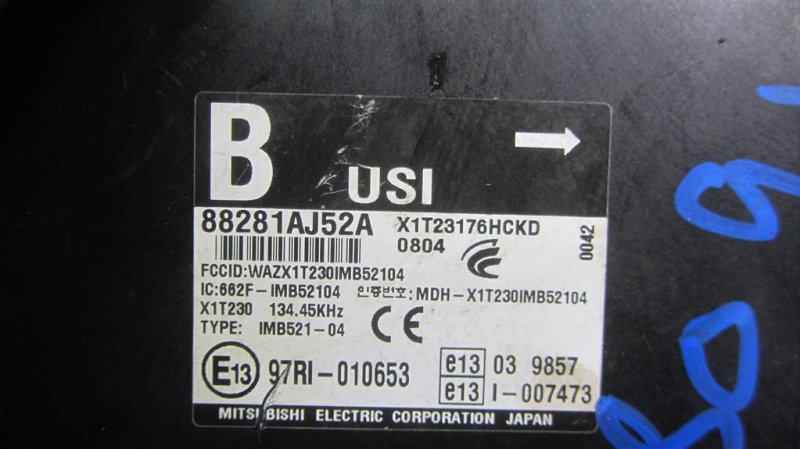 B
USI
88281AJ52A X1T23176HCKD
0804
0042
FCCID:WAZX1T230IMB52104
IC:662F-IMB52104 인증번호:MDH-X1T230IMB52104
X1T230 134.45KHz
TYPE: IMB521-04 CE
E13 97RI-010653
e13 03 9857
e13 I-007473
MITSUBISHI ELECTRIC CORPORATION JAPAN